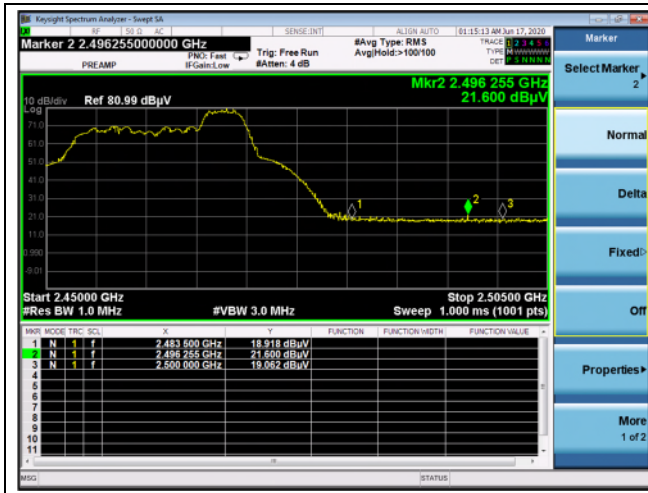 Keysight Spectrum Analyzer - Swept SA
RF 50 Ω AC SENSE:INT ALIGN AUTO 01:15:13 AM Jun 17, 2020
Marker 2 2.496255000000 GHz
PREAMP
PNO: Fast
IFGain:Low
Trig: Free Run
#Atten: 4 dB
#Avg Type: RMS
Avg|Hold:>100/100
TRACE 1 2 3 4 5 6
TYPE M WWWWW
DET P S N N N N
Mkr2 2.496 255 GHz
21.600 dBµV
10 dB/div Ref 80.99 dBµV
Log
71.0
61.0
51.0
41.0
31.0
21.0
11.0
0.990
-9.01
1
2
3
Start 2.45000 GHz
#Res BW 1.0 MHz
#VBW 3.0 MHz
Stop 2.50500 GHz
Sweep 1.000 ms (1001 pts)
MKR MODE TRC SCL X Y FUNCTION FUNCTION WIDTH FUNCTION VALUE
1 N 1 f 2.483 500 GHz 18.918 dBµV
2 N 1 f 2.496 255 GHz 21.600 dBµV
3 N 1 f 2.500 000 GHz 19.062 dBµV
4
5
6
7
8
9
10
11
MSG STATUS
Marker
Select Marker
2
Normal
Delta
Fixed
Off
Properties
More
1 of 2